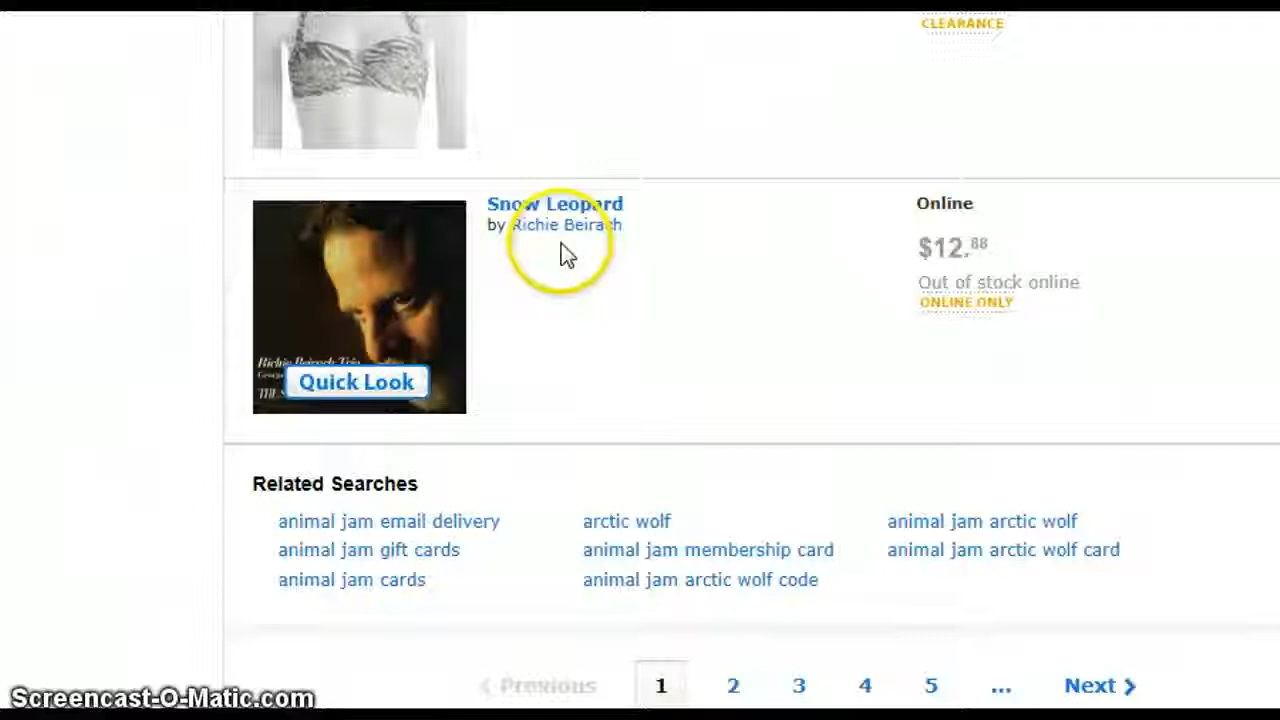 CLEARANCE
Snow Leopard
by Richie Beirach
Online
$12.88
Out of stock online
ONLINE ONLY
Richie Beirach Trio
Quick Look
Related Searches
animal jam email delivery
arctic wolf
animal jam arctic wolf
animal jam gift cards
animal jam membership card
animal jam arctic wolf card
animal jam cards
animal jam arctic wolf code
Previous 1 2 3 4 5 ... Next
Screencast-O-Matic.com